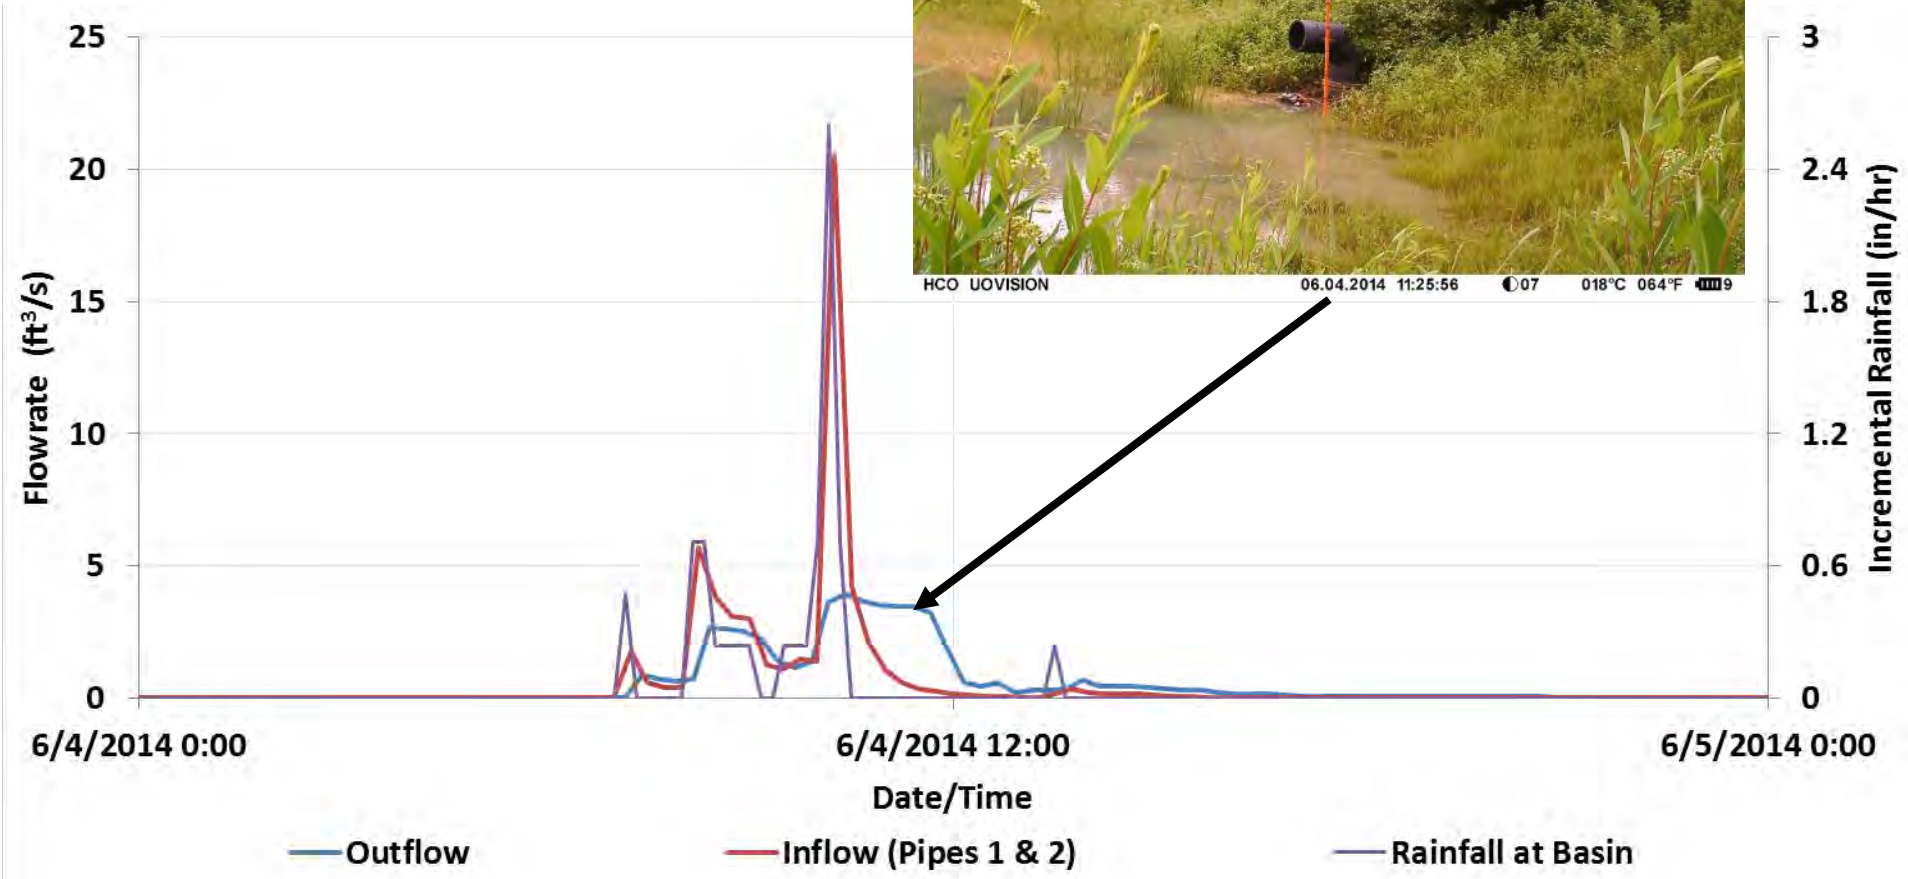 25
20
15
10
5
0
Flowrate (ft³/s)
HCO UOVISION 06.04.2014 11:25:56 07 018°C 064°F 9
3
2.4
1.8
1.2
0.6
0
Incremental Rainfall (in/hr)
6/4/2014 0:00 6/4/2014 12:00 6/5/2014 0:00
Date/Time
Outflow Inflow (Pipes 1 & 2) Rainfall at Basin